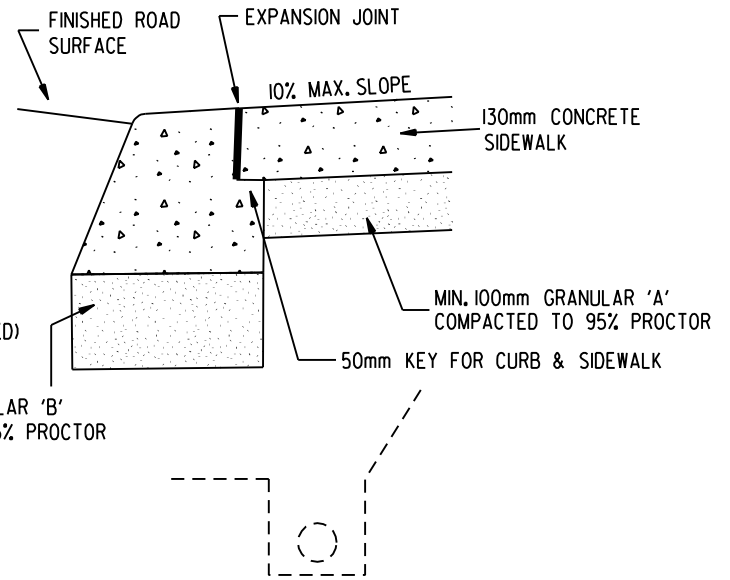 FINISHED ROAD
SURFACE
EXPANSION JOINT
10% MAX. SLOPE
130mm CONCRETE
SIDEWALK
MIN. 100mm GRANULAR 'A'
COMPACTED TO 95% PROCTOR
50mm KEY FOR CURB & SIDEWALK
'B'
PROCTOR